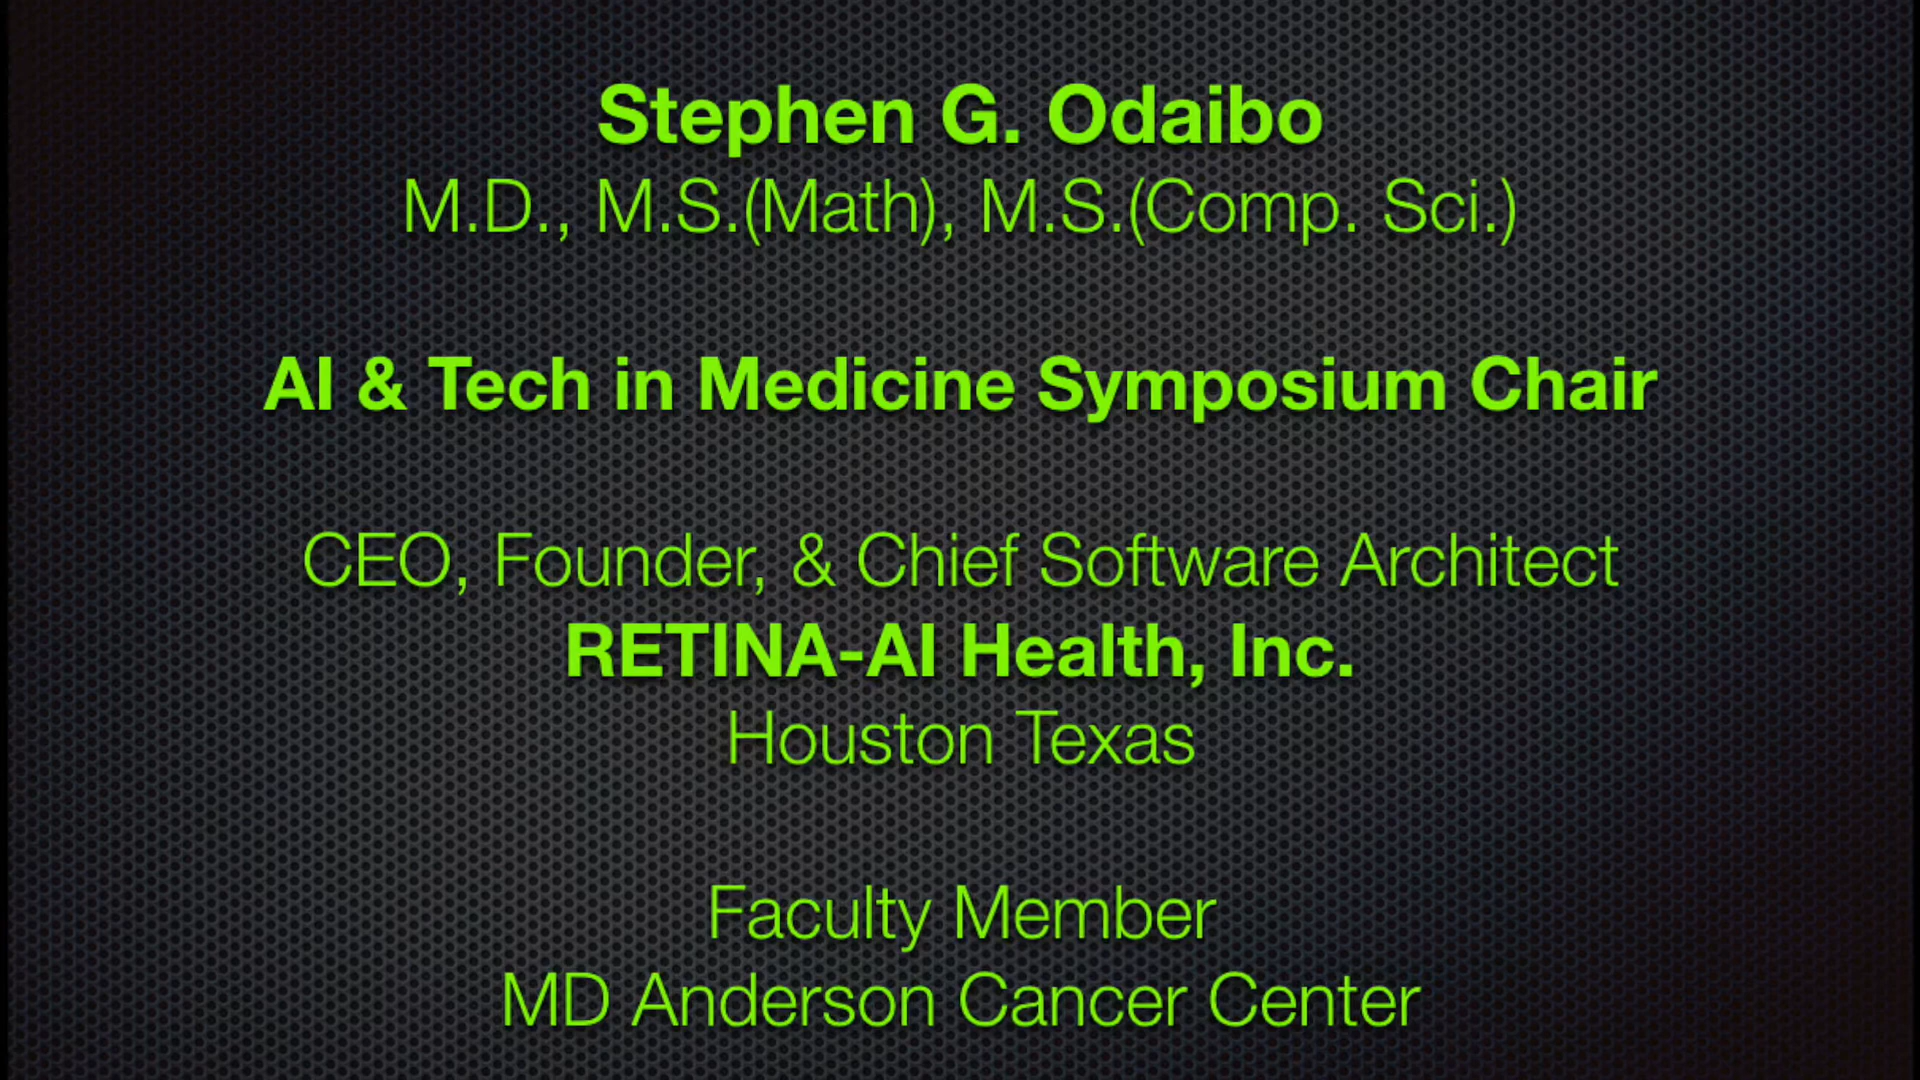 Stephen G. Odaibo
M.D., M.S.(Math), M.S.(Comp. Sci.)
AI & Tech in Medicine Symposium Chair
CEO, Founder, & Chief Software Architect
RETINA-AI Health, Inc.
Houston Texas
Faculty Member
MD Anderson Cancer Center